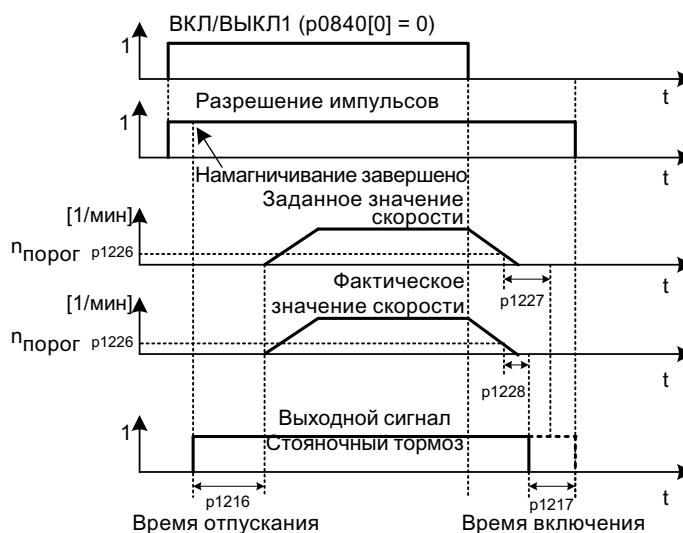 ВКЛ/ВЫКЛ1 (p0840[0] = 0)
1
t
Разрешение импульсов
1
t
Намагничивание завершено
Заданное значение
скорости
[1/мин]
nпорог p1226
p1227
t
Фактическое
значение скорости
[1/мин]
nпорог p1226
p1228
t
Выходной сигнал
1
Стояночный тормоз
t
p1216
p1217
Время отпускания
Время включения